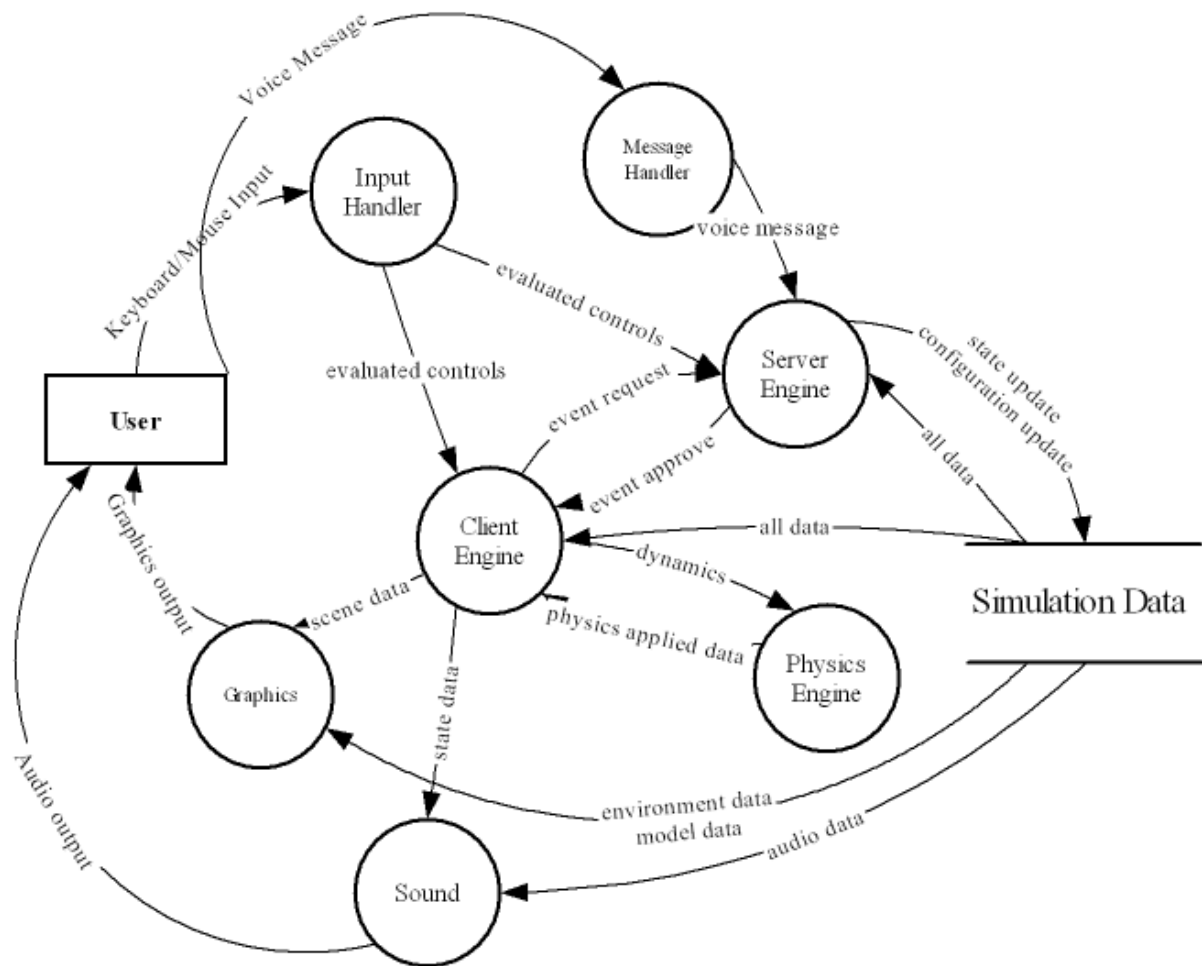 Voice Message
Message
Handler
Input
Handler
Keyboard/Mouse Input
voice message
evaluated controls
evaluated controls
Server
Engine
state update
configuration update
event request
User
all data
event approve
Client
Engine
all data
dynamics
Simulation Data
physics applied data
Graphics output
scene data
Physics
Engine
Graphics
state data
Audio output
environment data
model data
audio data
Sound